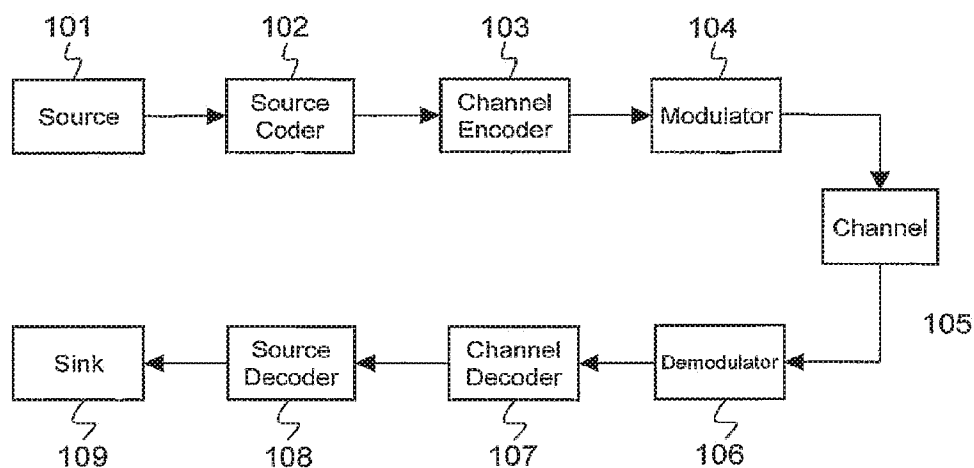 101
102
103
104
Source
Source
Coder
Channel
Encoder
Modulator
Channel
105
Sink
Source
Decoder
Channel
Decoder
Demodulator
109
108
107
106